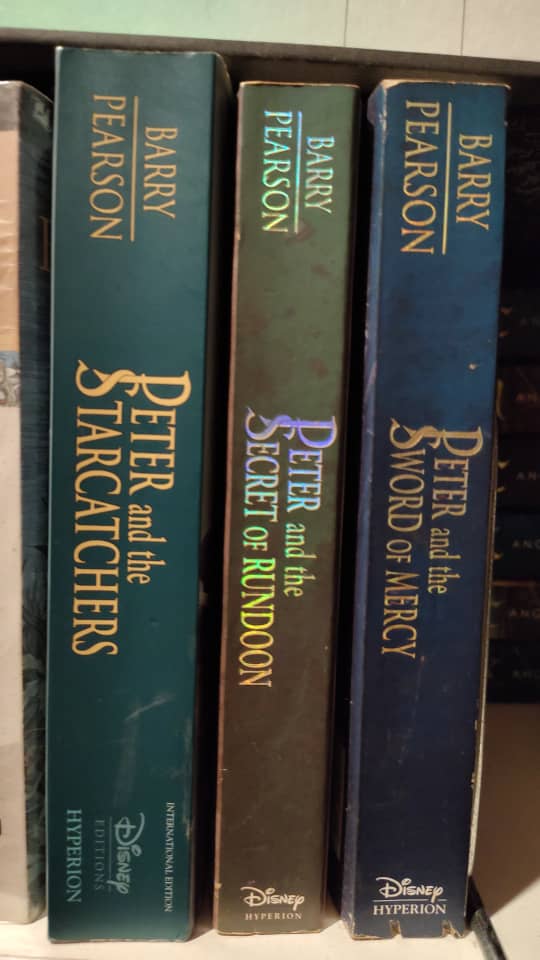 BARRY
PEARSON
PETER and the
STARCATCHERS
INTERNATIONAL EDITION
Disney
EDITIONS
HYPERION
BARRY
PEARSON
PETER and the
SECRET OF RUNDOON
Disney
HYPERION
BARRY
PEARSON
PETER and the
SWORD OF MERCY
Disney
HYPERION